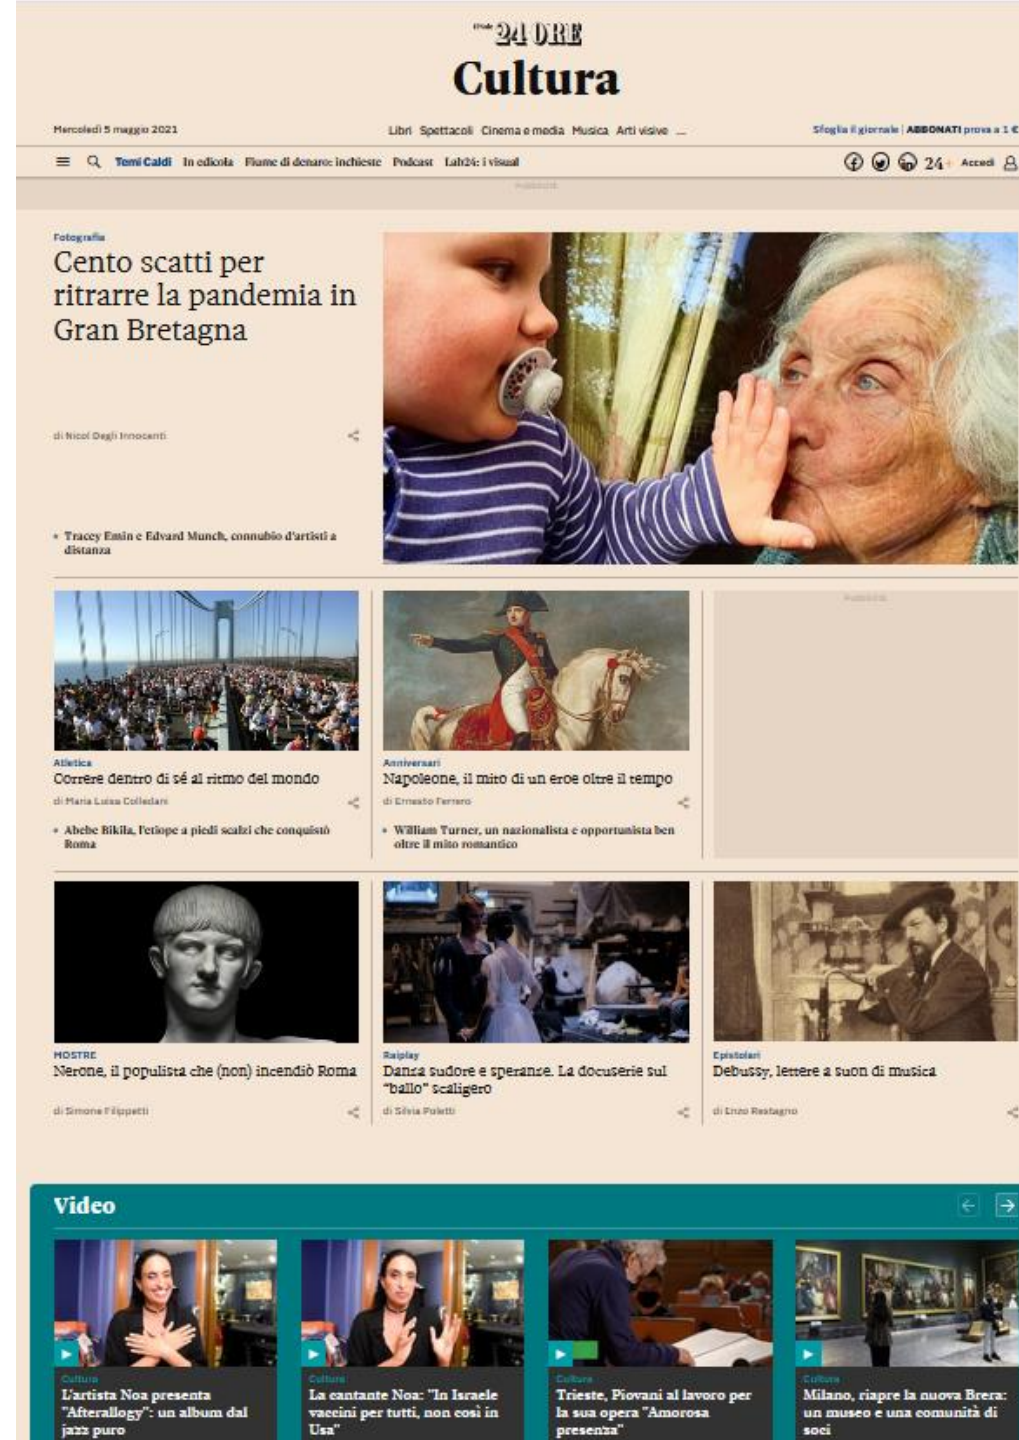 il Sole 24 ORE
Cultura
Mercoledì 5 maggio 2021
Libri Spettacoli Cinema e media Musica Arti visive ...
Sfoglia il giornale | ABBONATI prova a 1 €
Temi Caldi In edicola Fiume di denaro: inchieste Podcast Lab24: i visual
24+ Accedi
Pubblicità
Fotografia
Cento scatti per
ritrarre la pandemia in
Gran Bretagna
di Nicol Degli Innocenti
Tracey Emin e Edvard Munch, connubio d'artisti a
distanza
Pubblicità
Atletica
Correre dentro di sé al ritmo del mondo
di Maria Luisa Colledani
Abebe Bikila, l'etiope a piedi scalzi che conquistò
Roma
Anniversari
Napoleone, il mito di un eroe oltre il tempo
di Ernesto Ferrero
William Turner, un nazionalista e opportunista ben
oltre il mito romantico
MOSTRE
Nerone, il populista che (non) incendiò Roma
di Simone Filippetti
Raiplay
Danza sudore e speranze. La docuserie sul
"ballo" scaligero
di Silvia Poletti
Epistolari
Debussy, lettere a suon di musica
di Enzo Restagno
Video
Cultura
L'artista Noa presenta
"Afterallogy": un album dal
jazz puro
Cultura
La cantante Noa: "In Israele
vaccini per tutti, non così in
Usa"
Cultura
Trieste, Piovani al lavoro per
la sua opera "Amorosa
presenza"
Cultura
Milano, riapre la nuova Brera:
un museo e una comunità di
soci